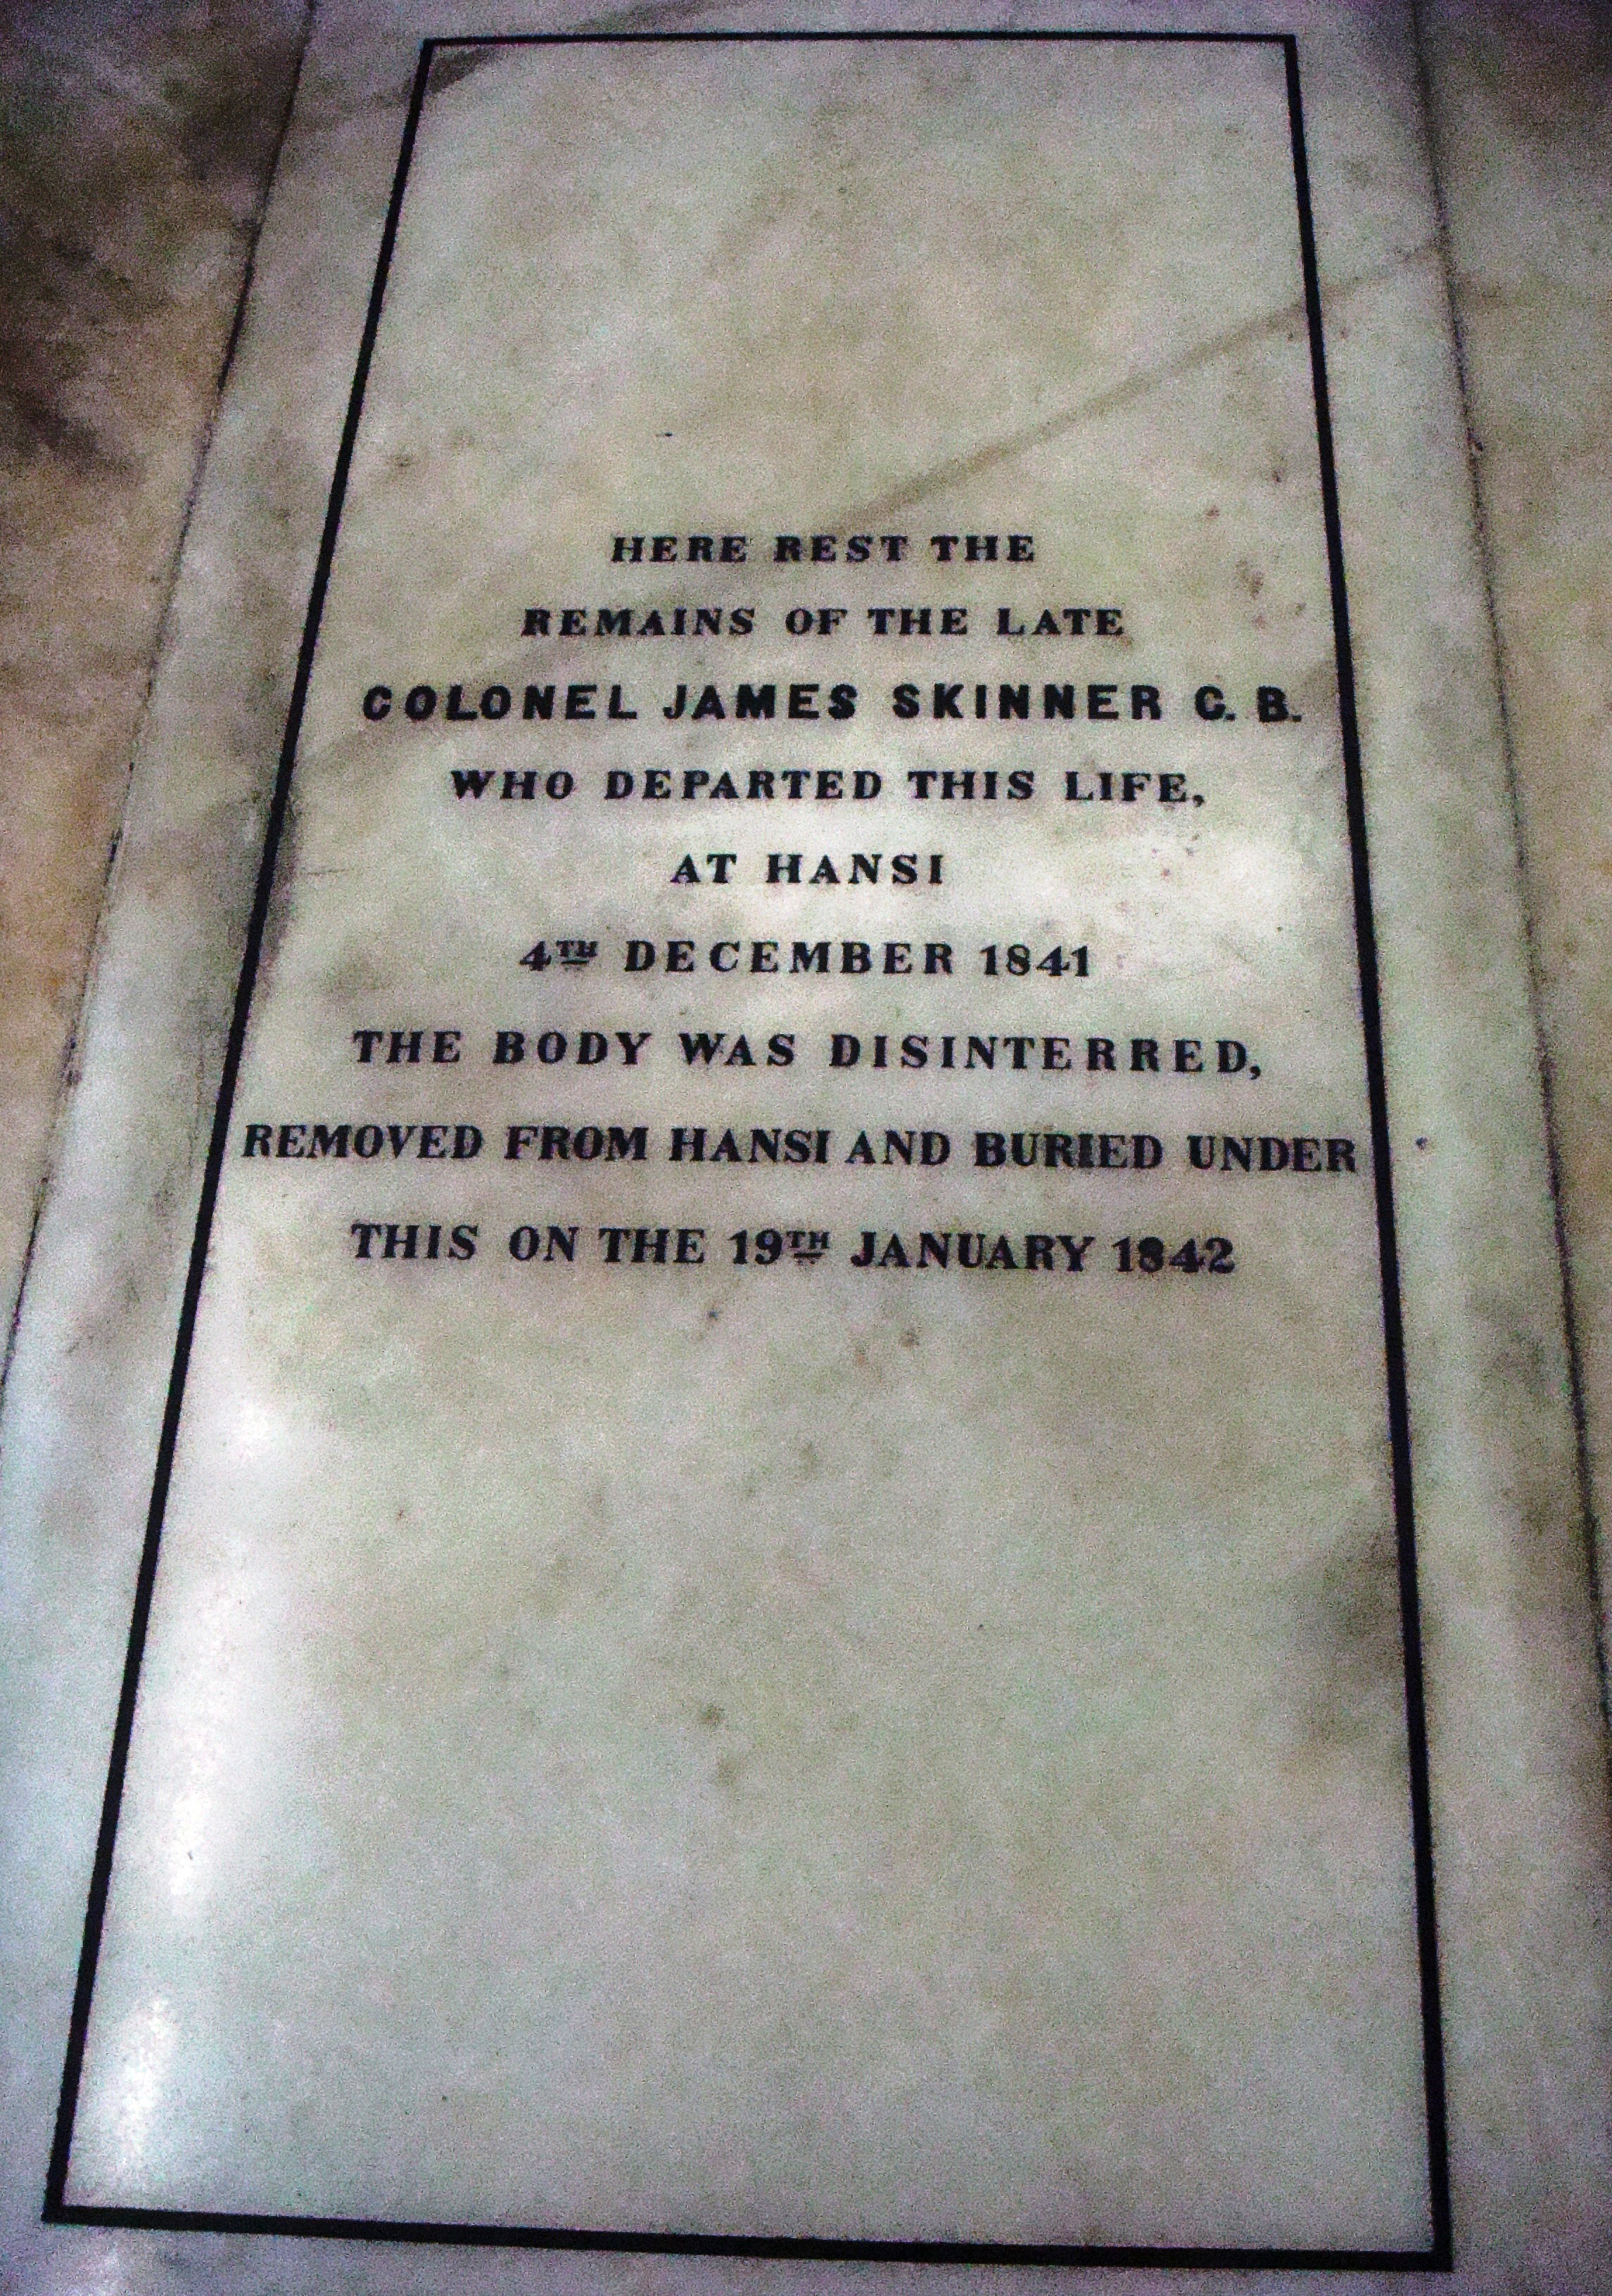 HERE REST THE
REMAINS OF THE LATE
COLONEL JAMES SKINNER C. B.
WHO DEPARTED THIS LIFE,
AT HANSI
4TH DECEMBER 1841
THE BODY WAS DISINTERRED,
REMOVED FROM HANSI AND BURIED UNDER
THIS ON THE 19TH JANUARY 1842